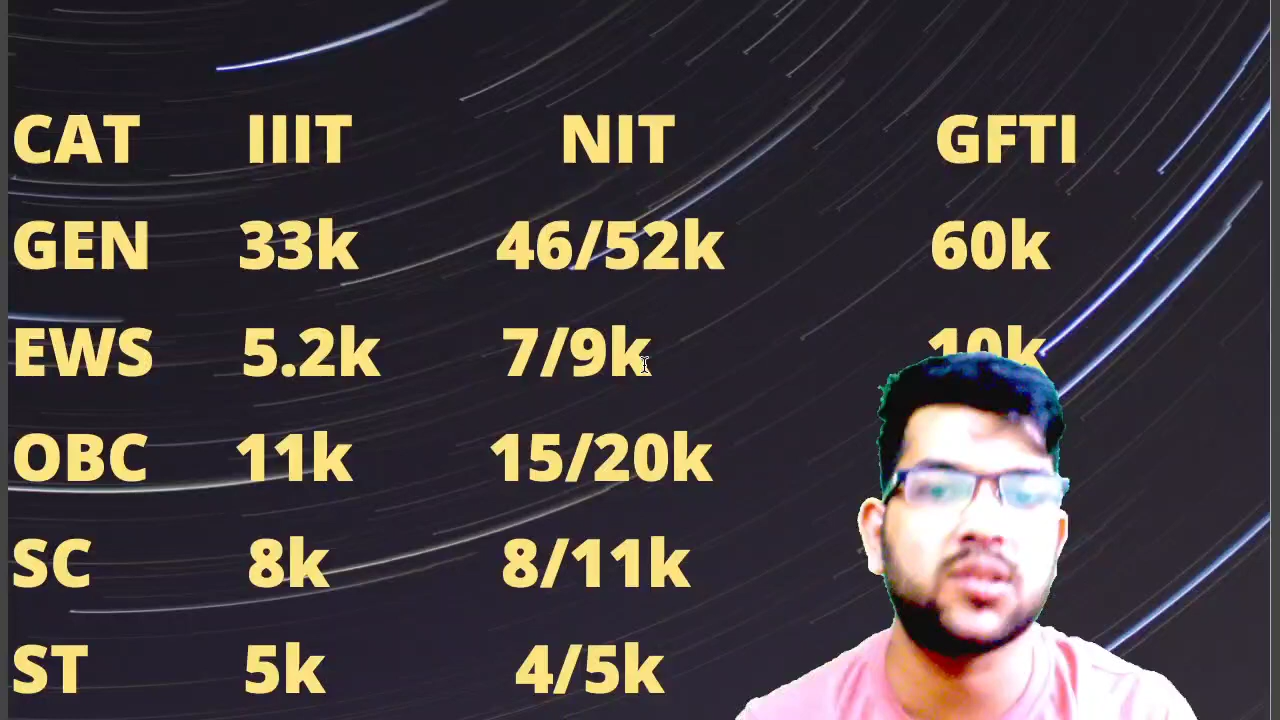 CAT IIIT NIT GFTI
GEN 33k 46/52k 60k
EWS 5.2k 7/9k 10k
OBC 11k 15/20k
SC 8k 8/11k
ST 5k 4/5k